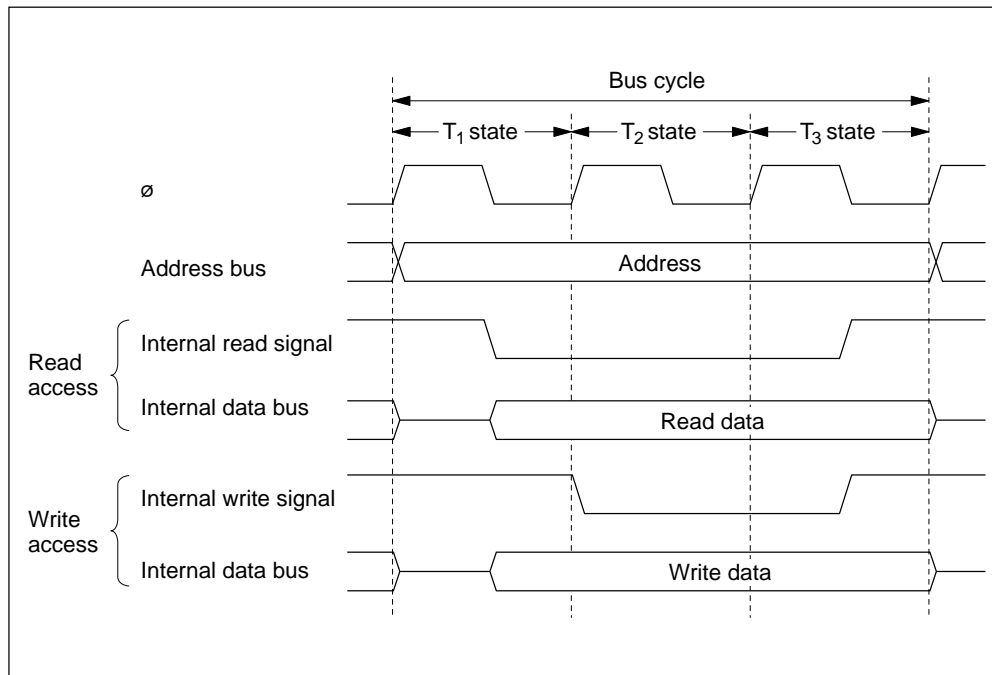 Bus cycle
T₁ state T₂ state T₃ state
ø
Address bus
Address
Internal read signal
Read
access
Internal data bus
Read data
Internal write signal
Write
access
Internal data bus
Write data